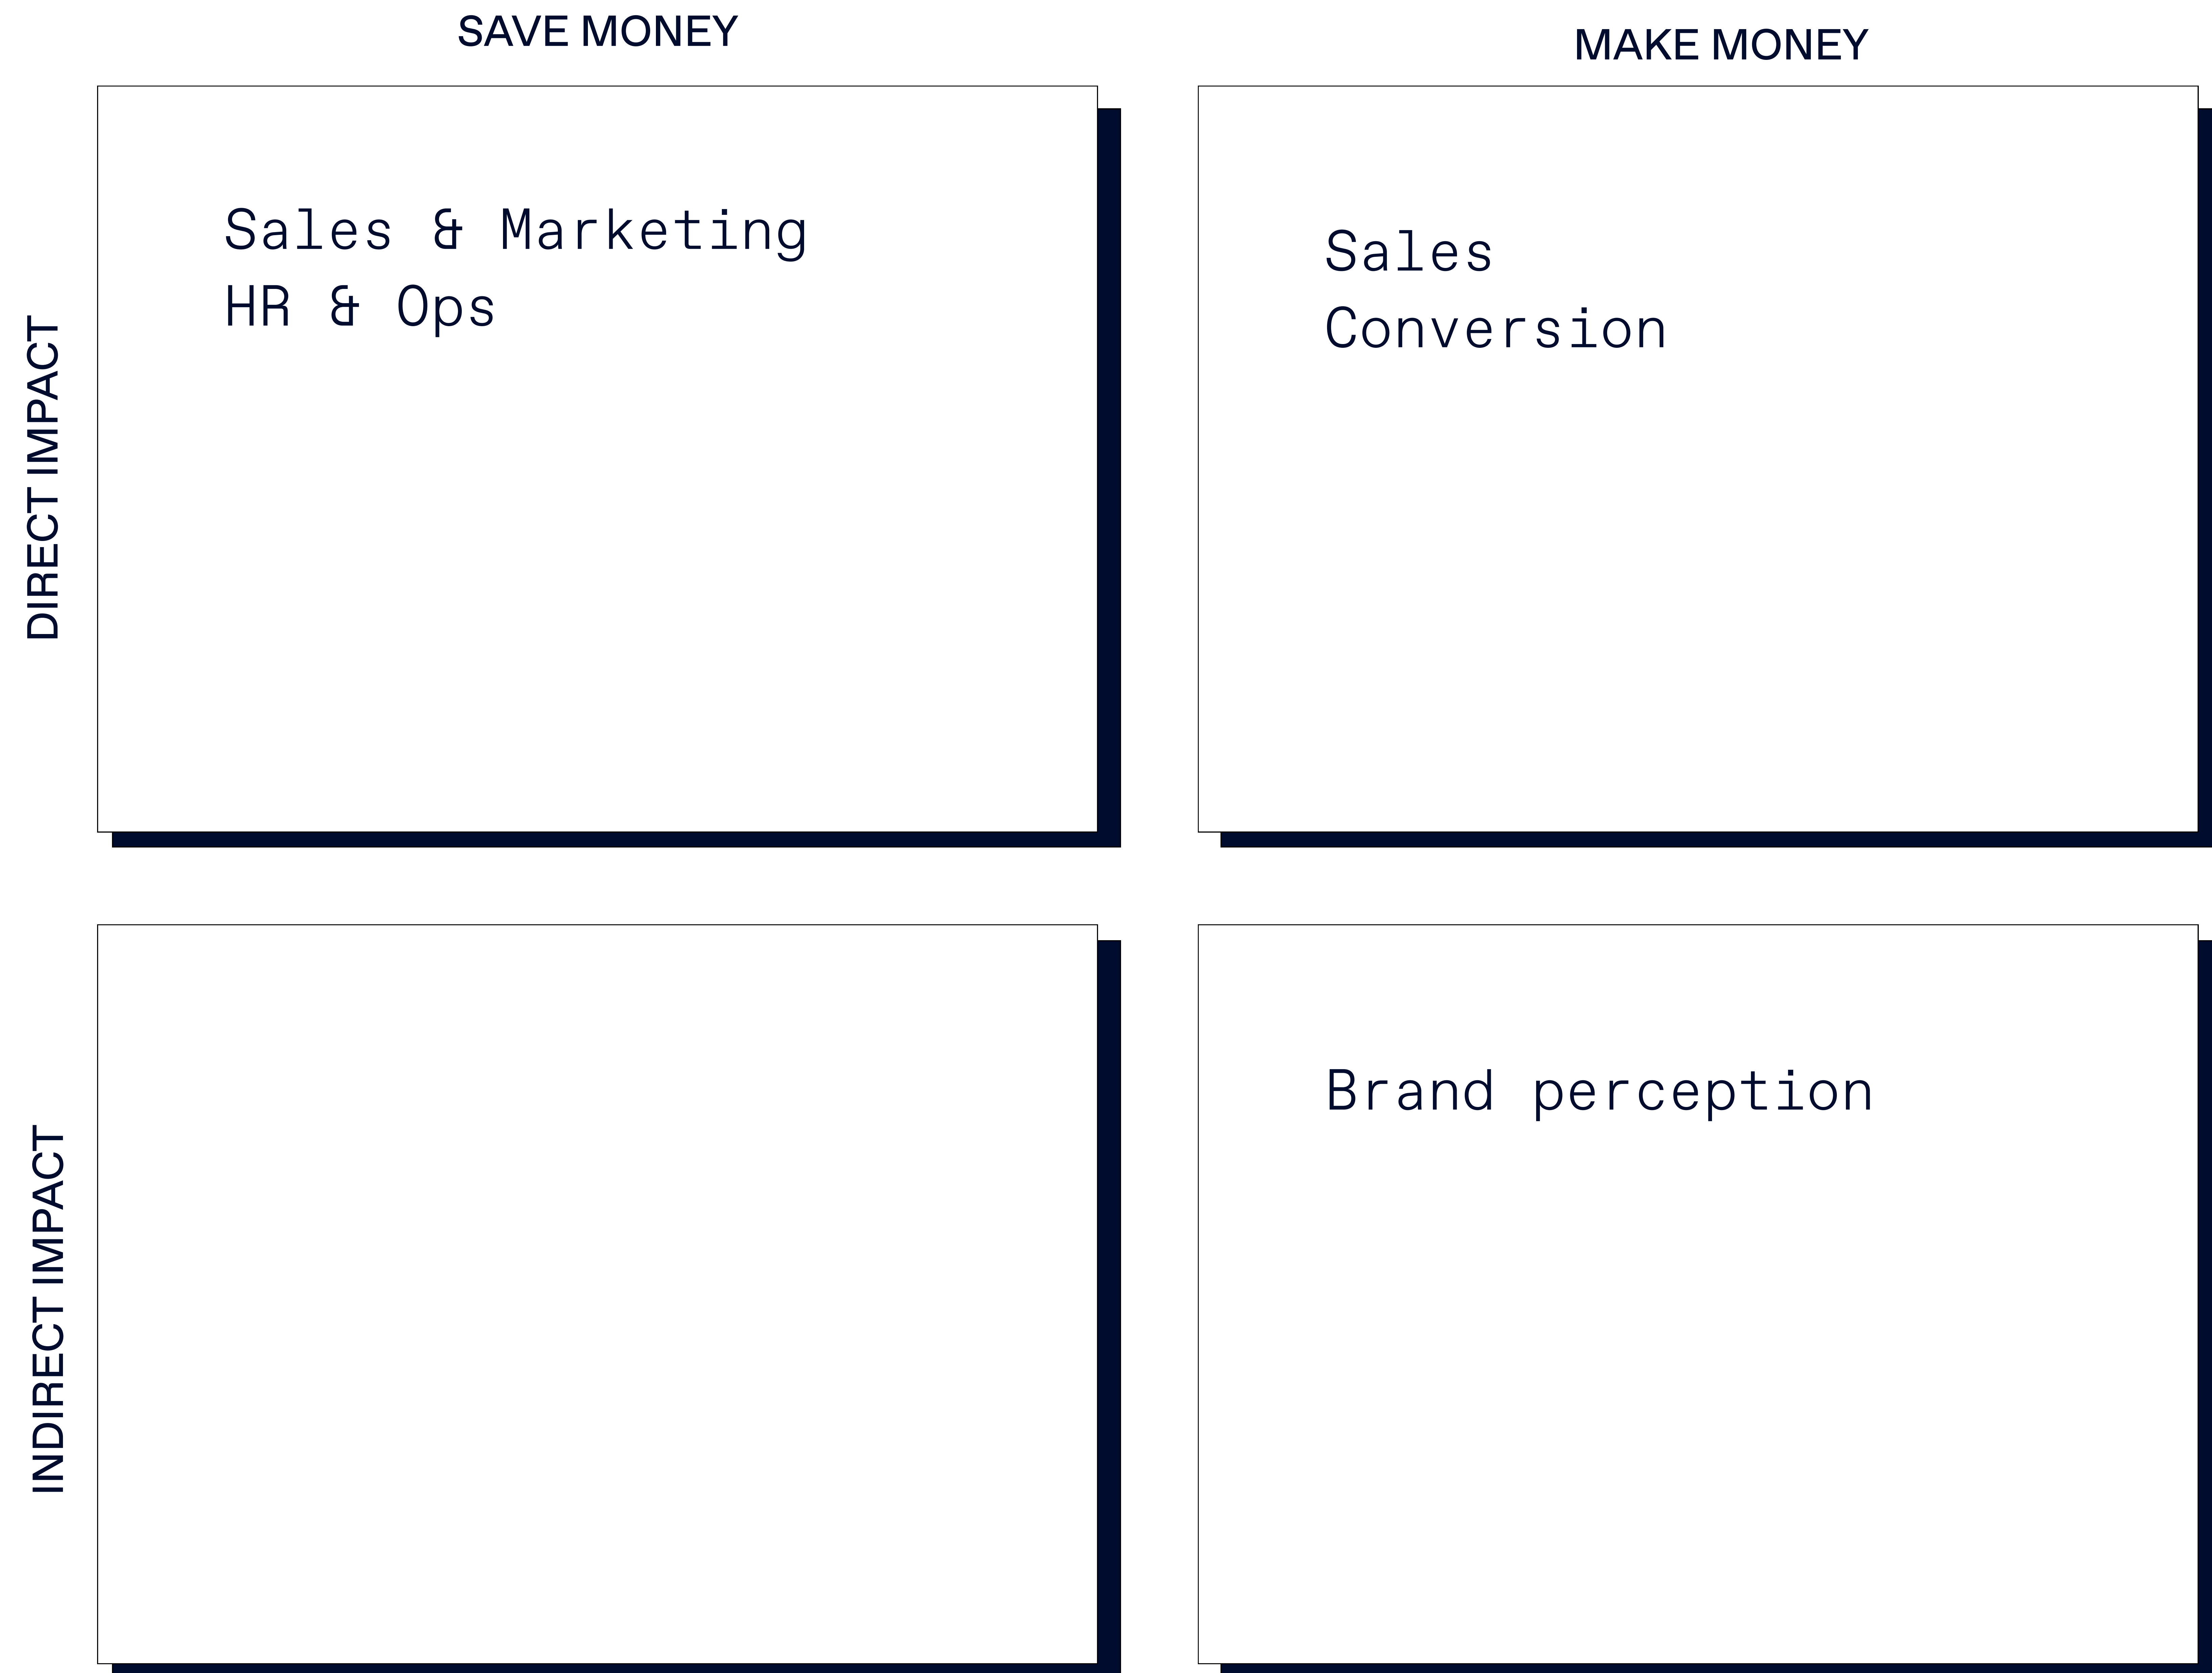 SAVE MONEY
MAKE MONEY
DIRECT IMPACT
Sales & Marketing
HR & Ops
Sales
Conversion
INDIRECT IMPACT
Brand perception